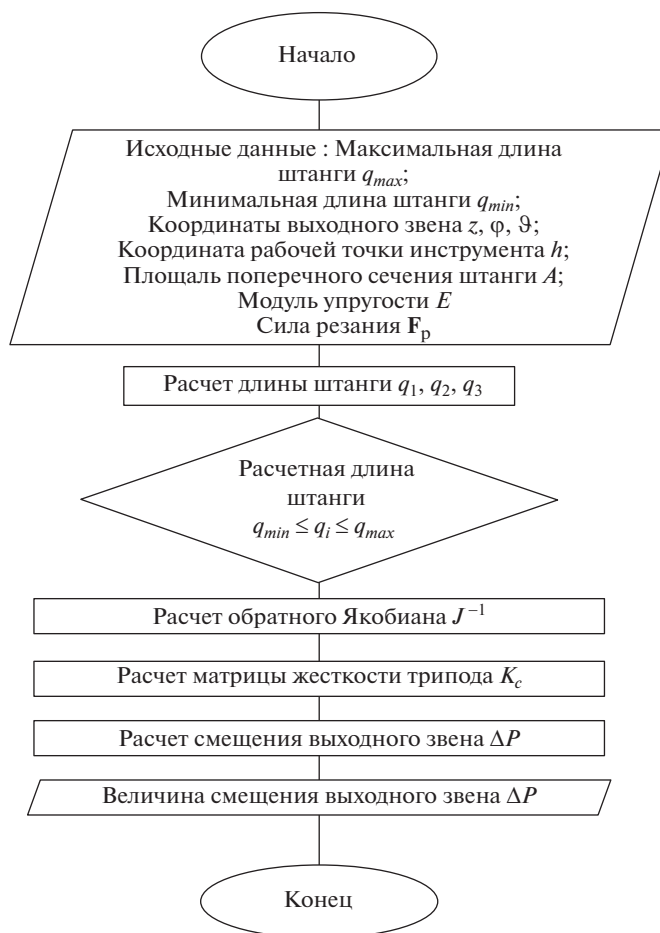 Начало
Исходные данные : Максимальная длина
штанги q_max;
Минимальная длина штанги q_min;
Координаты выходного звена z, φ, ϑ;
Координата рабочей точки инструмента h;
Площаль поперечного сечения штанги A;
Модуль упругости E
Сила резания F_р
Расчет длины штанги q_1, q_2, q_3
Расчетная длина
штанги
q_min ≤ q_i ≤ q_max
Расчет обратного Якобиана J^−1
Расчет матрицы жесткости трипода K_c
Расчет смещения выходного звена ΔP
Величина смещения выходного звена ΔP
Конец